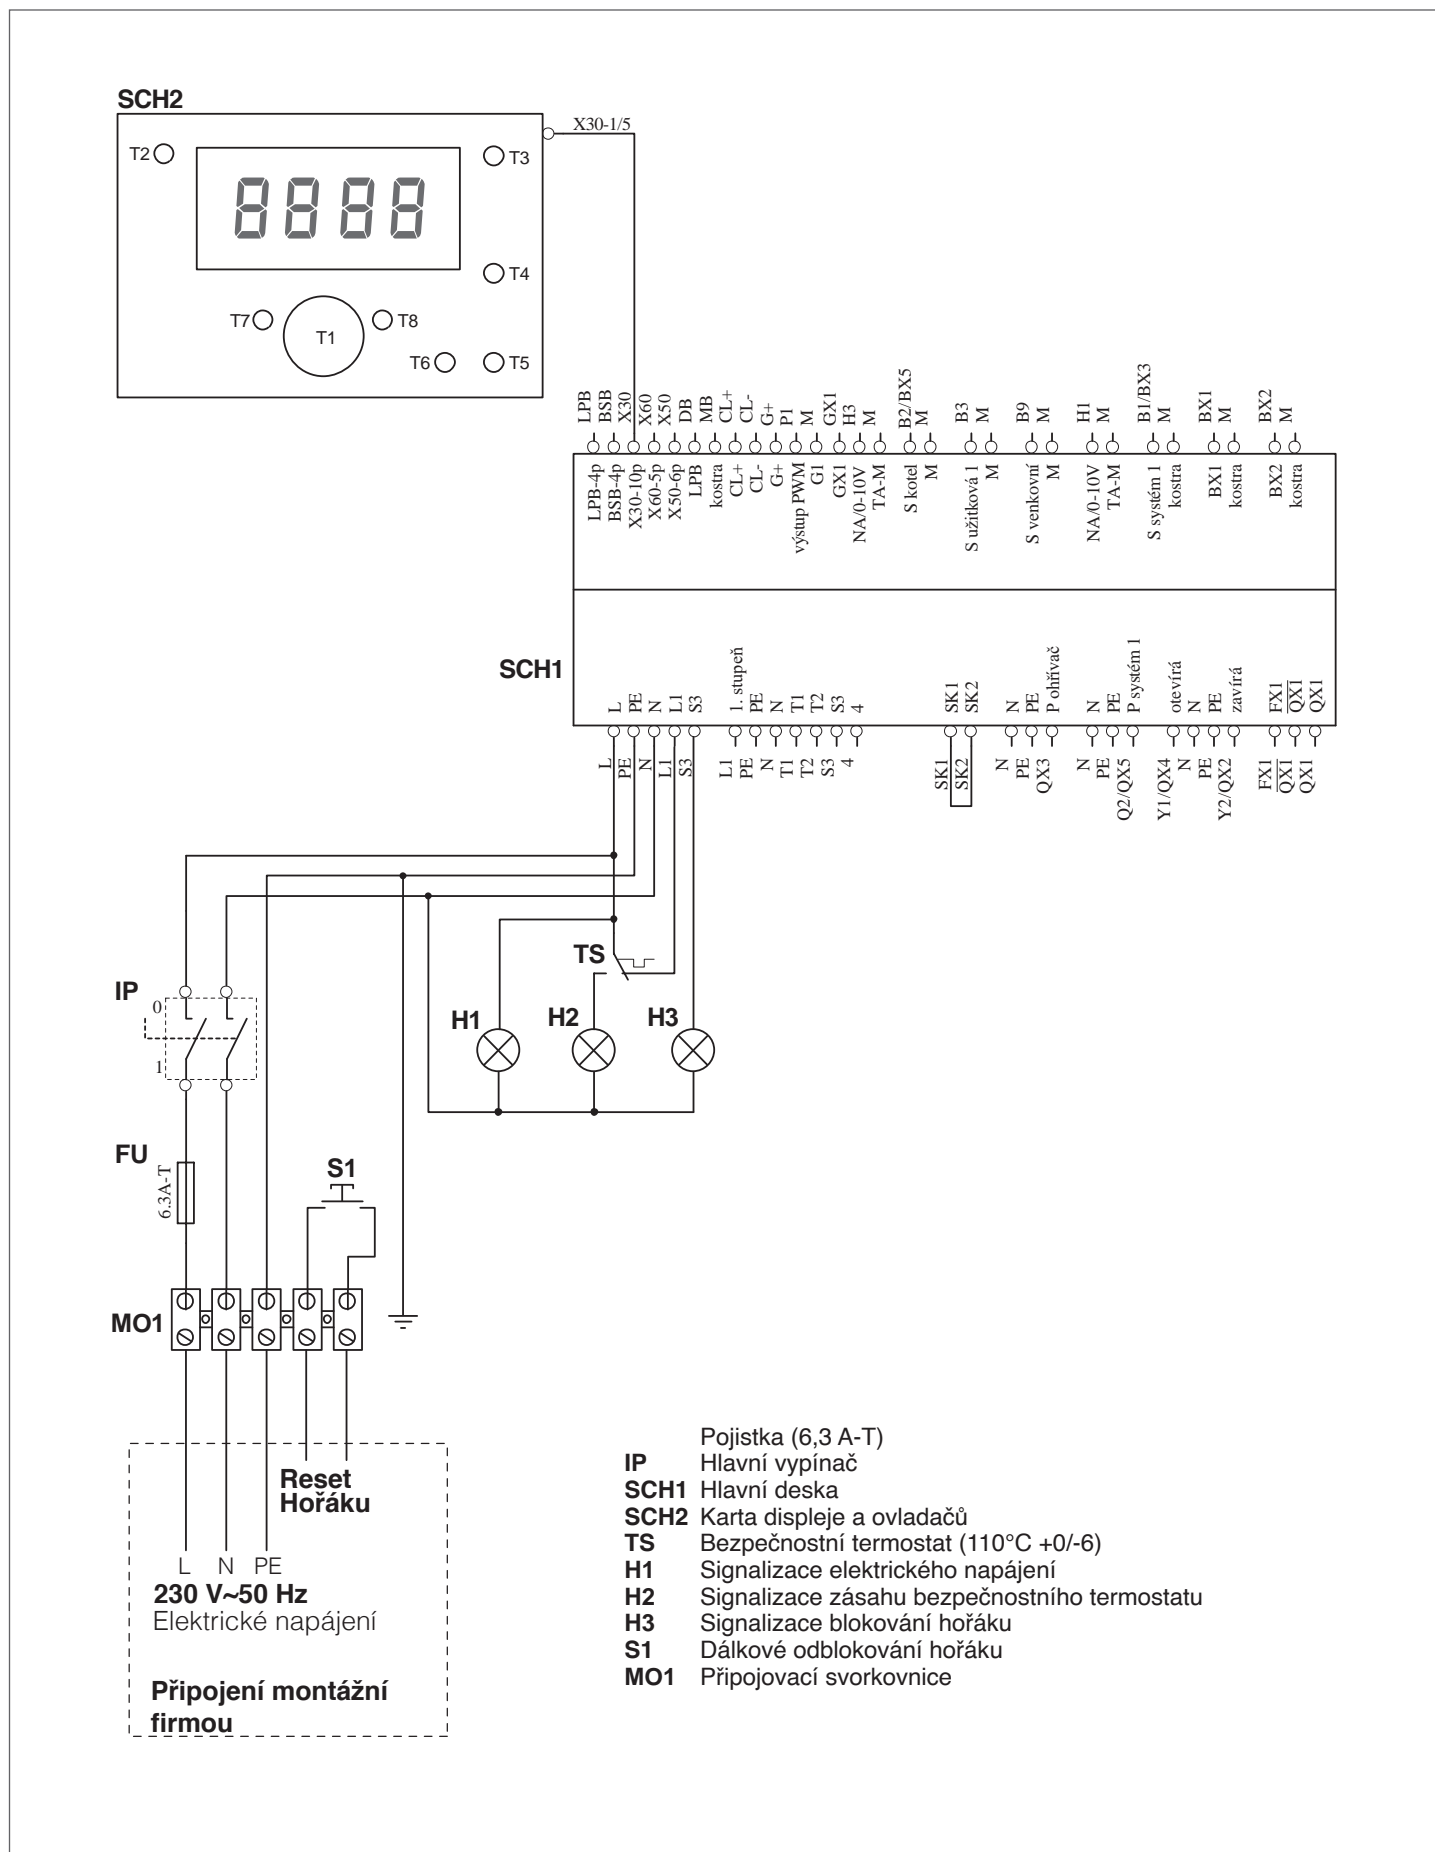 SCH2
X30-1/5
T2
T3
8888
T4
T7
T1
T8
T6
T5
LPB
BSB
X30
X60
X50
DB
MB
CL+
CL-
G+
P1
M
GX1
H3
M
B2/BX5
M
B3
M
B9
M
H1
M
B1/BX3
M
BX1
M
BX2
M
LPB-4p
BSB-4p
X30-10p
X60-5p
X50-6p
LPB
kostra
CL+
CL-
G+
výstup PWM
G1
GX1
NA/0-10V
TA-M
S kotel
M
S užitková 1
M
S venkovní
M
NA/0-10V
TA-M
S systém 1
kostra
BX1
kostra
BX2
kostra
SCH1
L
PE
N
L1
S3
1. stupeň
PE
N
T1
T2
S3
4
SK1
SK2
N
PE
P ohřívač
N
PE
P systém 1
otevírá
N
PE
zavírá
FX1
QX1
QX1
L
PE
N
L1
S3
L1
PE
N
T1
T2
S3
4
SK1
SK2
N
PE
QX3
N
PE
Q2/QX5
Y1/QX4
N
PE
Y2/QX2
FX1
QX1
QX1
TS
IP
0
1
H1
H2
H3
FU
6.3A-T
S1
MO1
Reset
Hořáku
L N PE
230 V~50 Hz
Elektrické napájení
Připojení montážní
firmou
Pojistka (6,3 A-T)
IP Hlavní vypínač
SCH1 Hlavní deska
SCH2 Karta displeje a ovladačů
TS Bezpečnostní termostat (110°C +0/-6)
H1 Signalizace elektrického napájení
H2 Signalizace zásahu bezpečnostního termostatu
H3 Signalizace blokování hořáku
S1 Dálkové odblokování hořáku
MO1 Připojovací svorkovnice